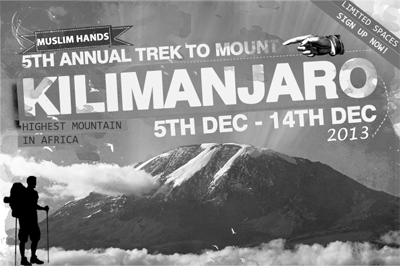 LIMITED SPACES
SIGN UP NOW!
MUSLIM HANDS
5TH ANNUAL TREK TO MOUNT
KILIMANJARO
HIGHEST MOUNTAIN
IN AFRICA
5TH DEC - 14TH DEC
2013